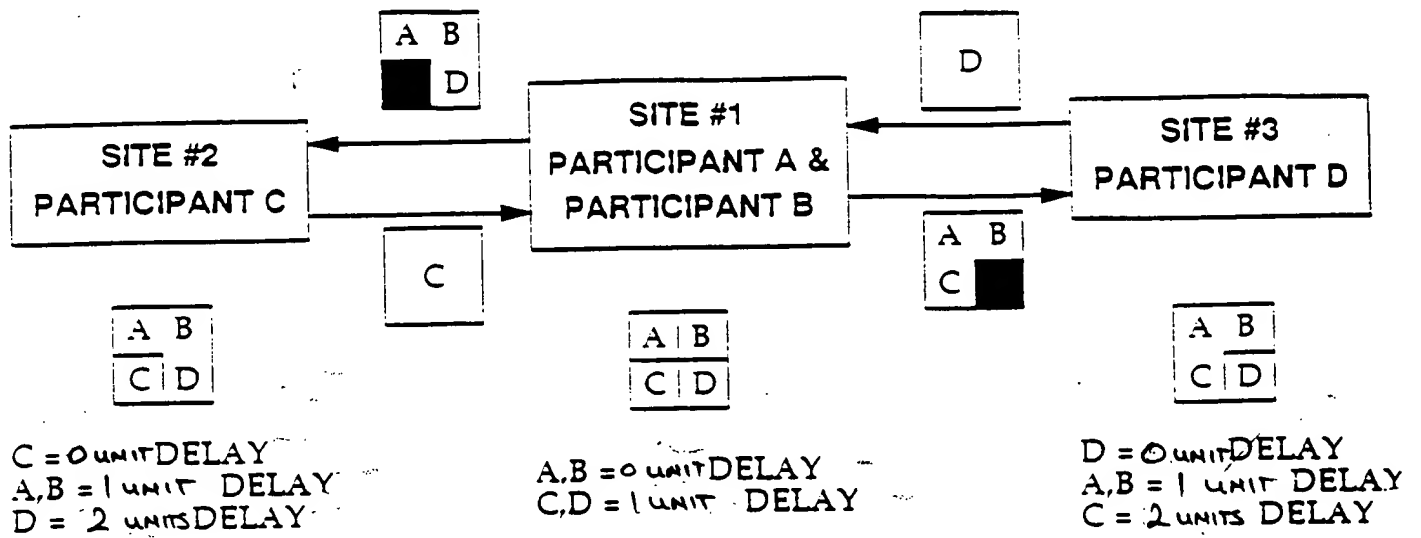 A B
D
D
SITE #2
PARTICIPANT C
SITE #1
PARTICIPANT A &
PARTICIPANT B
SITE #3
PARTICIPANT D
C
A B
C
A B
C D
A B
C D
A B
C D
C = 0 UNIT DELAY
A,B = 1 UNIT DELAY
D = 2 UNITS DELAY
A,B = 0 UNIT DELAY
C,D = 1 UNIT DELAY
D = 0 UNIT DELAY
A,B = 1 UNIT DELAY
C = 2 UNITS DELAY